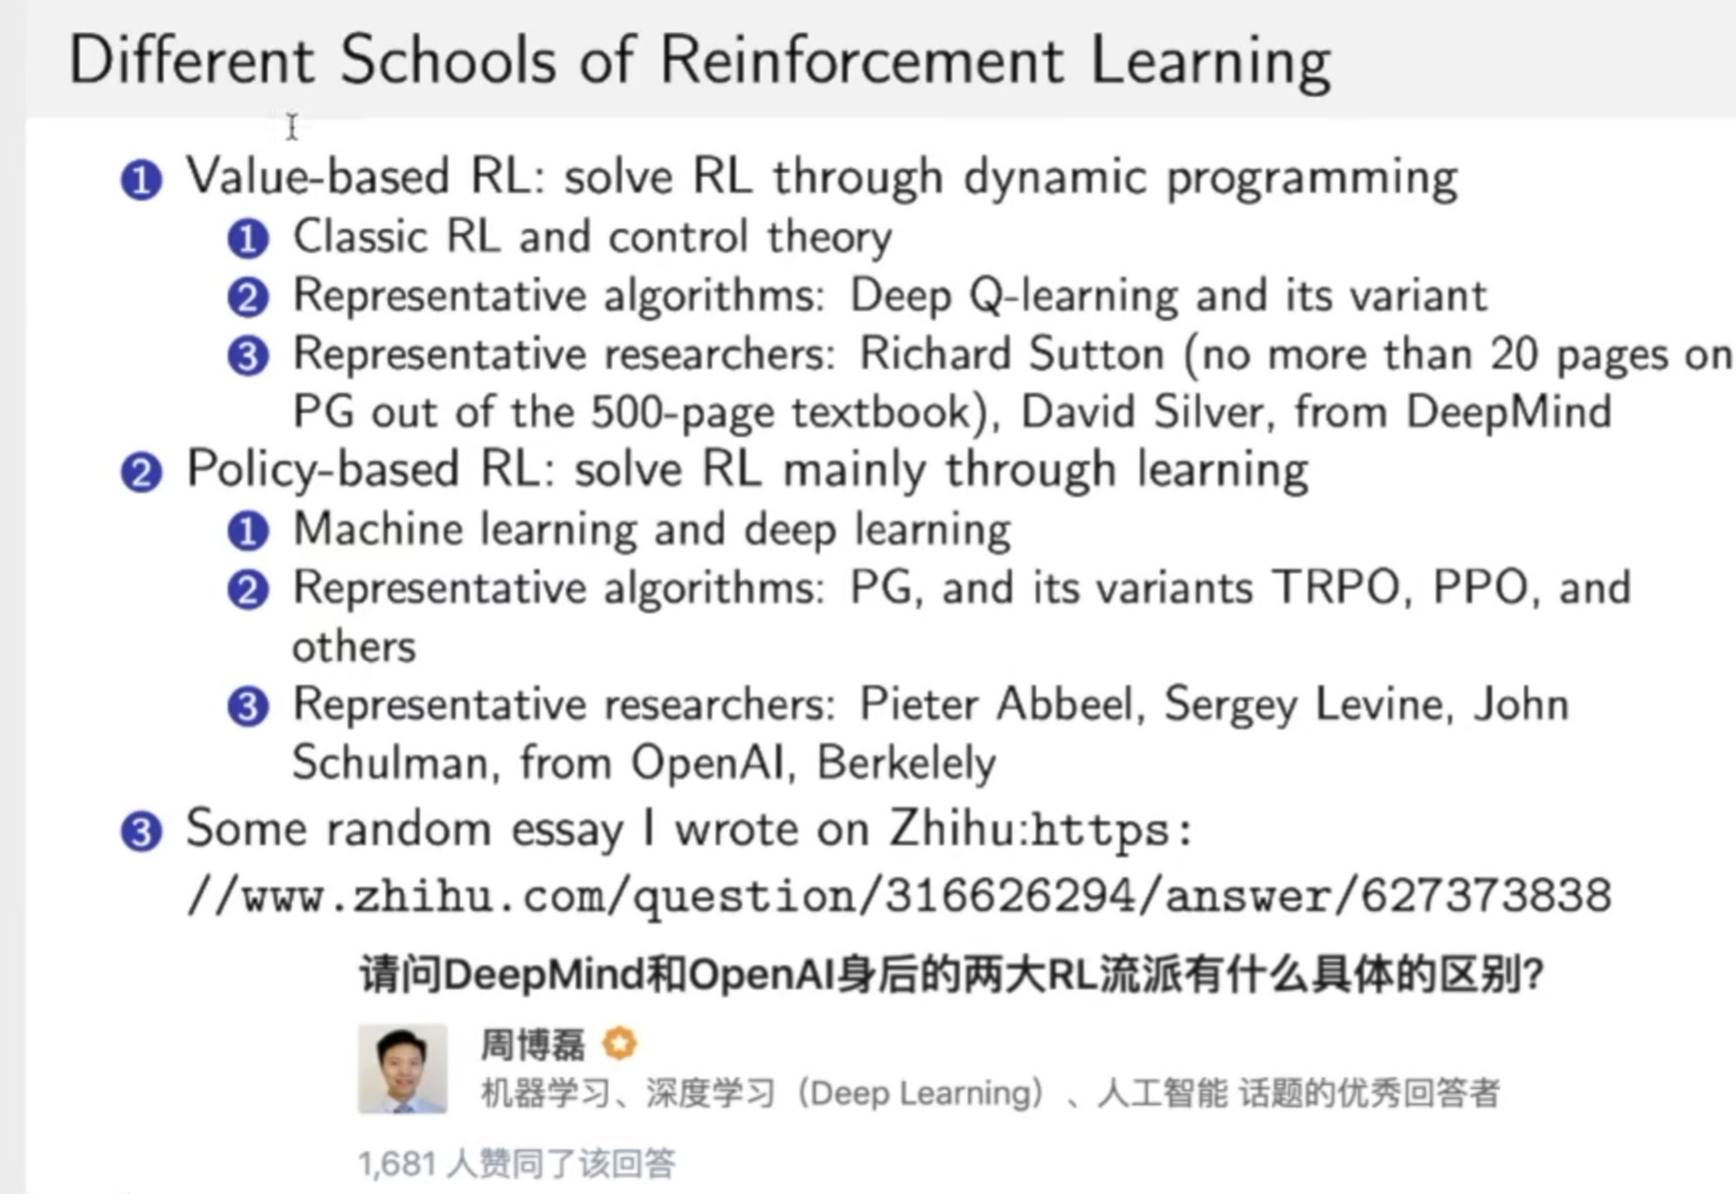 Different Schools of Reinforcement Learning
1 Value-based RL: solve RL through dynamic programming
1 Classic RL and control theory
2 Representative algorithms: Deep Q-learning and its variant
3 Representative researchers: Richard Sutton (no more than 20 pages on
PG out of the 500-page textbook), David Silver, from DeepMind
2 Policy-based RL: solve RL mainly through learning
1 Machine learning and deep learning
2 Representative algorithms: PG, and its variants TRPO, PPO, and
others
3 Representative researchers: Pieter Abbeel, Sergey Levine, John
Schulman, from OpenAI, Berkelely
3 Some random essay I wrote on Zhihu:https:
//www.zhihu.com/question/316626294/answer/627373838
请问DeepMind和OpenAI身后的两大RL流派有什么具体的区别?
周博磊
机器学习、深度学习（Deep Learning）、人工智能 话题的优秀回答者
1,681 人赞同了该回答